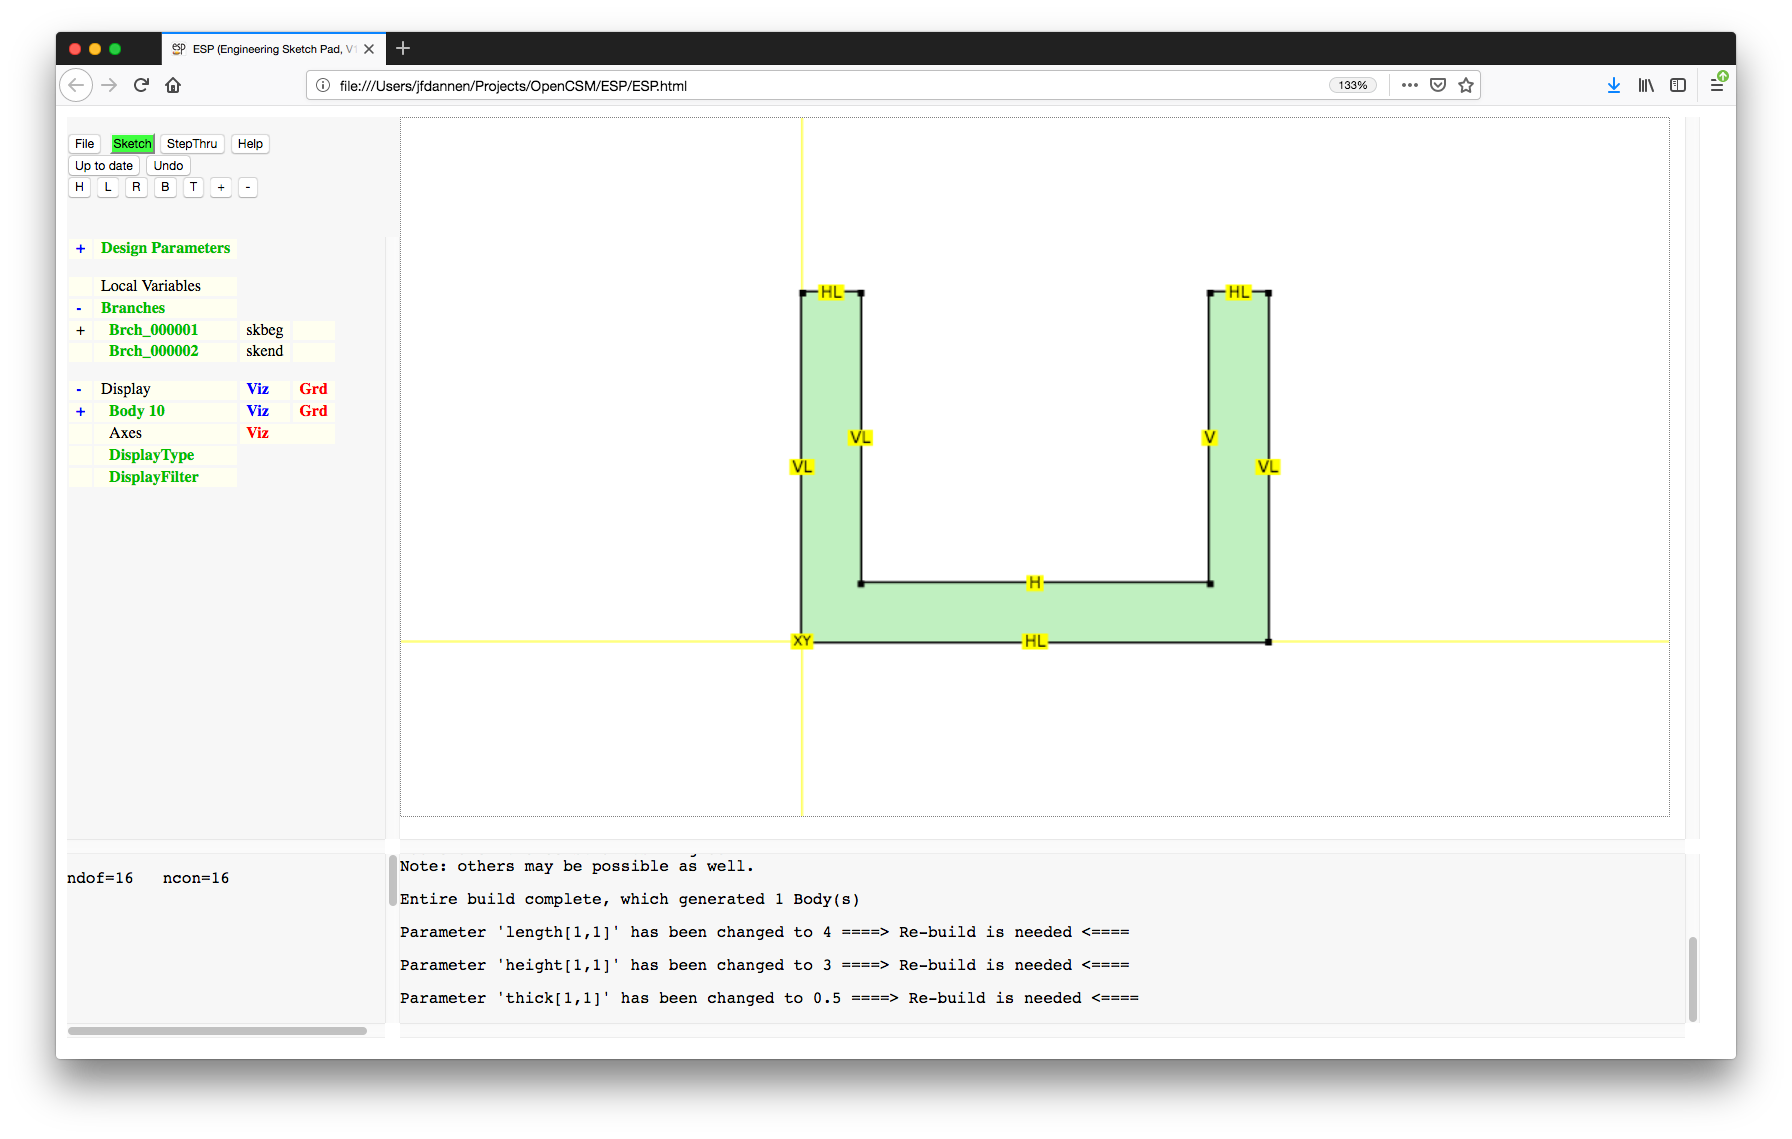 esp ESP (Engineering Sketch Pad, V1
file:///Users/jfdannen/Projects/OpenCSM/ESP/ESP.html 133%
File Sketch StepThru Help
Up to date Undo
H L R B T + -
+ Design Parameters
Local Variables
- Branches
+ Brch_000001 skbeg
Brch_000002 skend
- Display Viz Grd
+ Body 10 Viz Grd
Axes Viz
DisplayType
DisplayFilter
HL HL
VL V
VL VL
H
XY HL
ndof=16 ncon=16
Note: others may be possible as well.
Entire build complete, which generated 1 Body(s)
Parameter 'length[1,1]' has been changed to 4 ====> Re-build is needed <====
Parameter 'height[1,1]' has been changed to 3 ====> Re-build is needed <====
Parameter 'thick[1,1]' has been changed to 0.5 ====> Re-build is needed <====